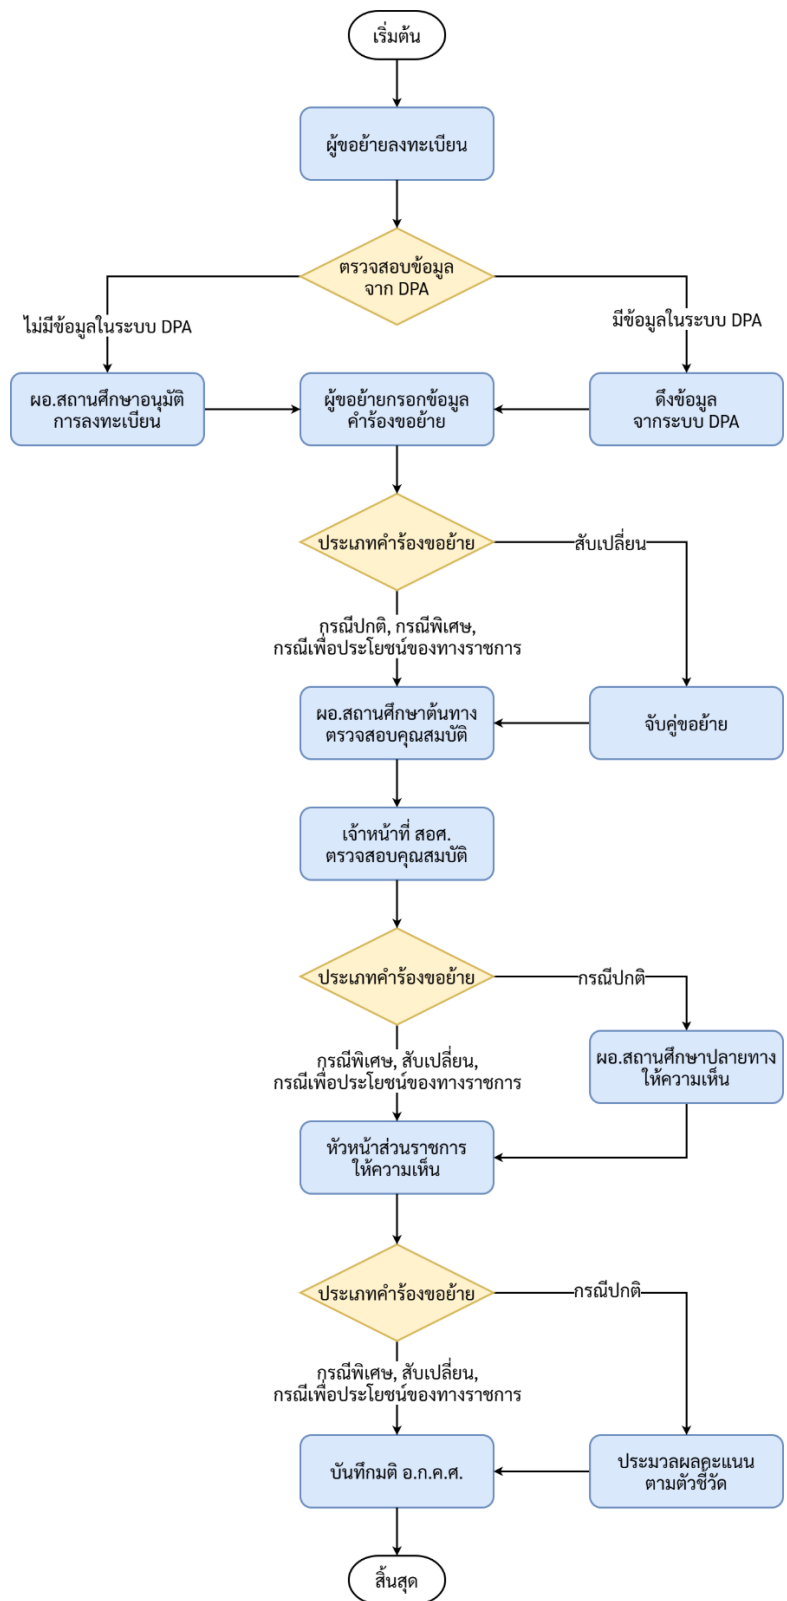 เริ่มต้น
ผู้ขอย้ายลงทะเบียน
ตรวจสอบข้อมูล
จาก DPA
ไม่มีข้อมูลในระบบ DPA
มีข้อมูลในระบบ DPA
ผอ.สถานศึกษาอนุมัติ
การลงทะเบียน
ผู้ขอย้ายกรอกข้อมูล
คำร้องขอย้าย
ดึงข้อมูล
จากระบบ DPA
ประเภทคำร้องขอย้าย
สับเปลี่ยน
กรณีปกติ, กรณีพิเศษ,
กรณีเพื่อประโยชน์ของทางราชการ
ผอ.สถานศึกษาต้นทาง
ตรวจสอบคุณสมบัติ
จับคู่ขอย้าย
เจ้าหน้าที่ สอศ.
ตรวจสอบคุณสมบัติ
ประเภทคำร้องขอย้าย
กรณีปกติ
กรณีพิเศษ, สับเปลี่ยน,
กรณีเพื่อประโยชน์ของทางราชการ
ผอ.สถานศึกษาปลายทาง
ให้ความเห็น
หัวหน้าส่วนราชการ
ให้ความเห็น
ประเภทคำร้องขอย้าย
กรณีปกติ
กรณีพิเศษ, สับเปลี่ยน,
กรณีเพื่อประโยชน์ของทางราชการ
บันทึกมติ อ.ก.ค.ศ.
ประมวลผลคะแนน
ตามตัวชี้วัด
สิ้นสุด